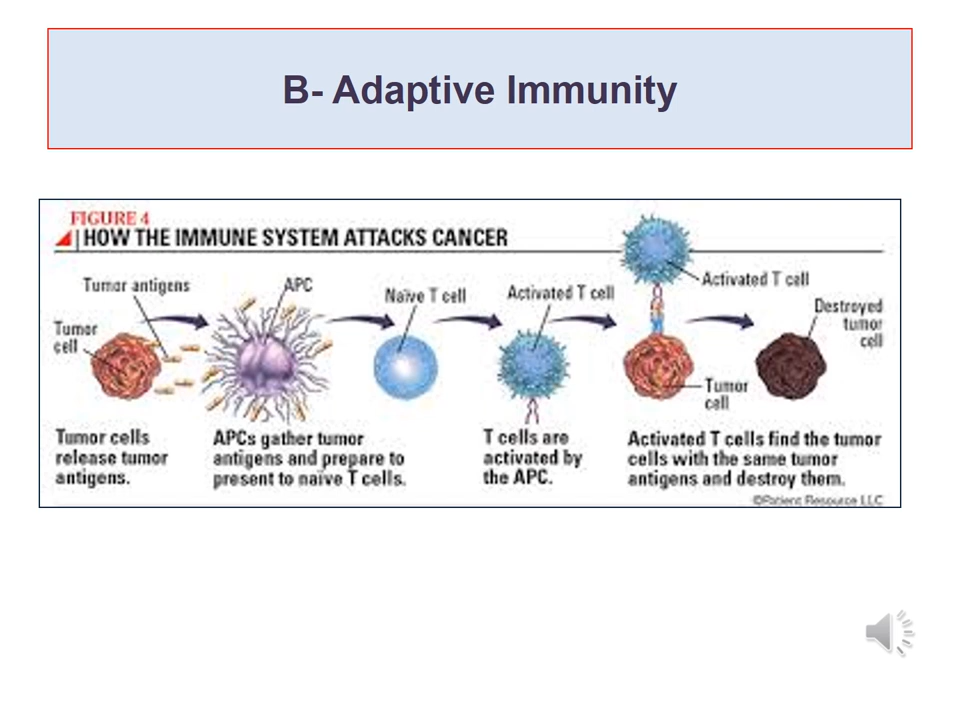 B- Adaptive Immunity
FIGURE 4
HOW THE IMMUNE SYSTEM ATTACKS CANCER
Tumor antigens
APC
Naïve T cell
Activated T cell
Activated T cell
Destroyed
tumor
cell
Tumor
cell
Tumor
cell
Tumor cells
release tumor
antigens.
APCs gather tumor
antigens and prepare to
present to naïve T cells.
T cells are
activated by
the APC.
Activated T cells find the tumor
cells with the same tumor
antigens and destroy them.
©Patient Resource LLC